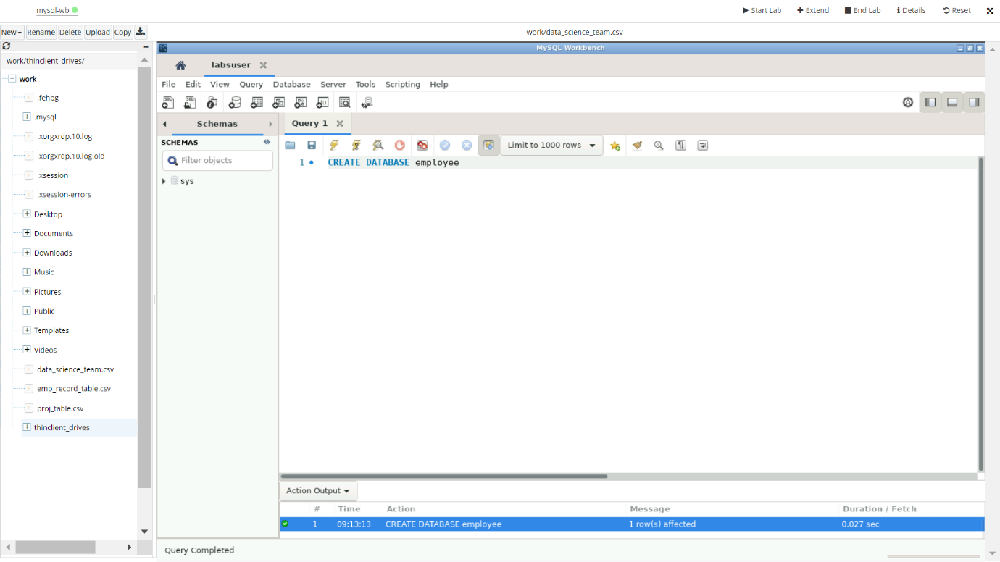 mysql-wb
Start Lab Extend End Lab Details Reset
New Rename Delete Upload Copy
work/data_science_team.csv
work/thinclient_drives/
work
.fehbg
.mysql
.xorgxrdp.10.log
.xorgxrdp.10.log.old
.xsession
.xsession-errors
Desktop
Documents
Downloads
Music
Pictures
Public
Templates
Videos
data_science_team.csv
emp_record_table.csv
proj_table.csv
thinclient_drives
MySQL Workbench
labsuser
File Edit View Query Database Server Tools Scripting Help
Schemas
SCHEMAS
Filter objects
sys
Query 1
Limit to 1000 rows
1 CREATE DATABASE employee
Action Output
# Time Action Message Duration / Fetch
1 09:13:13 CREATE DATABASE employee 1 row(s) affected 0.027 sec
Query Completed